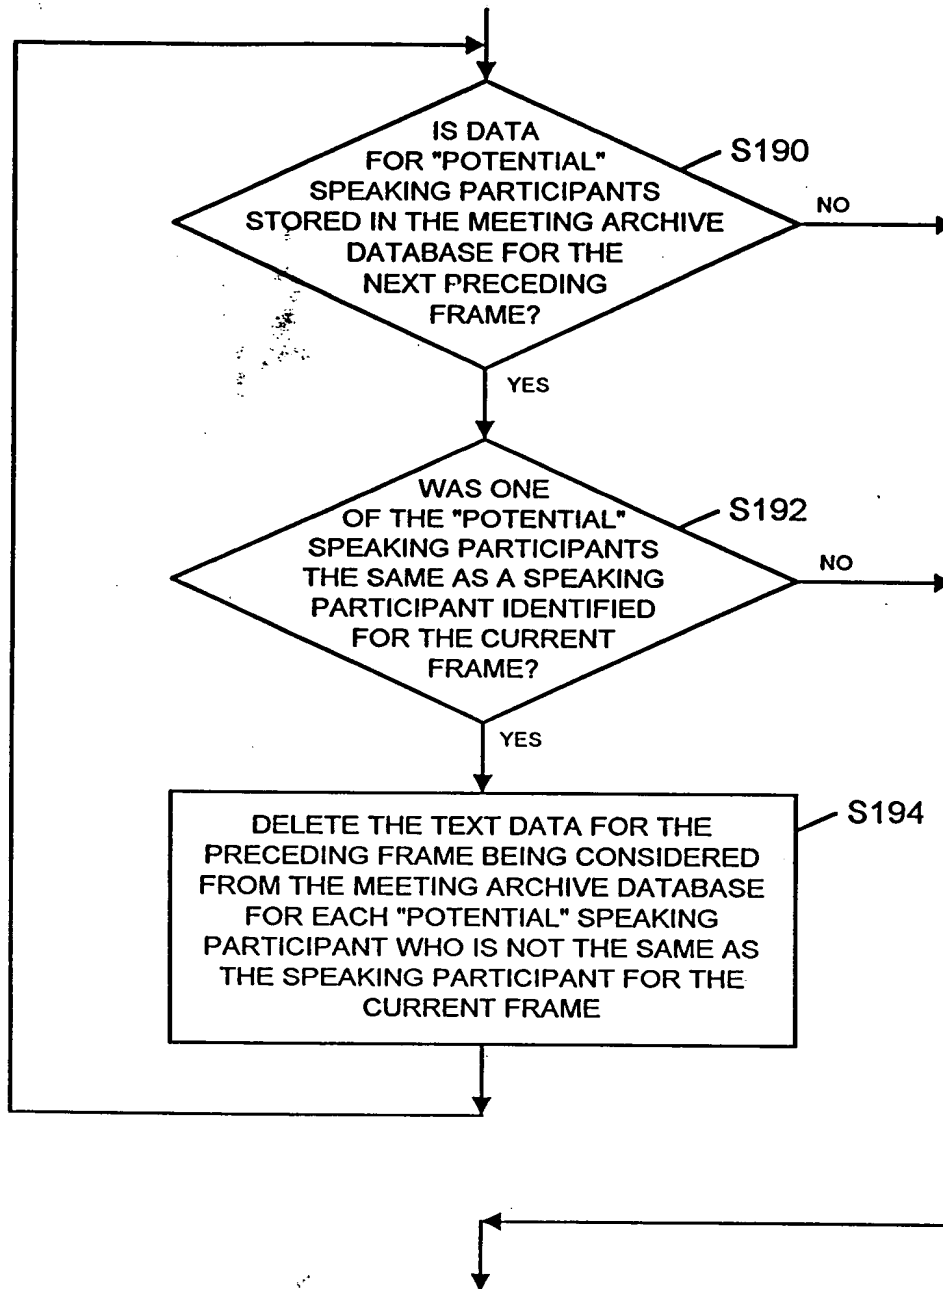 IS DATA
FOR "POTENTIAL"
SPEAKING PARTICIPANTS
STORED IN THE MEETING ARCHIVE
DATABASE FOR THE
NEXT PRECEDING
FRAME?
S190
NO
YES
WAS ONE
OF THE "POTENTIAL"
SPEAKING PARTICIPANTS
THE SAME AS A SPEAKING
PARTICIPANT IDENTIFIED
FOR THE CURRENT
FRAME?
S192
NO
YES
DELETE THE TEXT DATA FOR THE
PRECEDING FRAME BEING CONSIDERED
FROM THE MEETING ARCHIVE DATABASE
FOR EACH "POTENTIAL" SPEAKING
PARTICIPANT WHO IS NOT THE SAME AS
THE SPEAKING PARTICIPANT FOR THE
CURRENT FRAME
S194